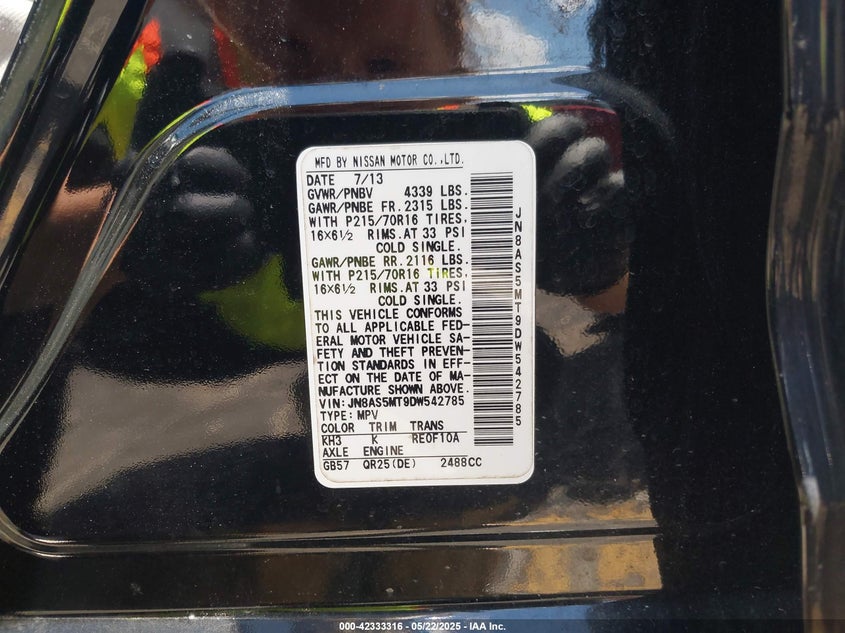 MFD BY NISSAN MOTOR CO.,LTD.
DATE 7/13
GVWR/PNBV 4339 LBS.
GAWR/PNBE FR. 2315 LBS.
WITH P215/70R16 TIRES,
16X6½ RIMS.AT 33 PSI
COLD SINGLE.
GAWR/PNBE RR. 2116 LBS.
WITH P215/70R16 TIRES,
16X6½ RIMS.AT 33 PSI
COLD SINGLE.
THIS VEHICLE CONFORMS
TO ALL APPLICABLE FED-
ERAL MOTOR VEHICLE SA-
FETY AND THEFT PREVEN-
TION STANDARDS IN EFF-
ECT ON THE DATE OF MA-
NUFACTURE SHOWN ABOVE.
VIN: JN8AS5MT9DW542785
TYPE: MPV
COLOR TRIM TRANS
KH3 K RE0F10A
AXLE ENGINE
GB57 QR25(DE) 2488CC
JN8AS5MT9DW542785
000-42333316 - 05/22/2025 - IAA Inc.